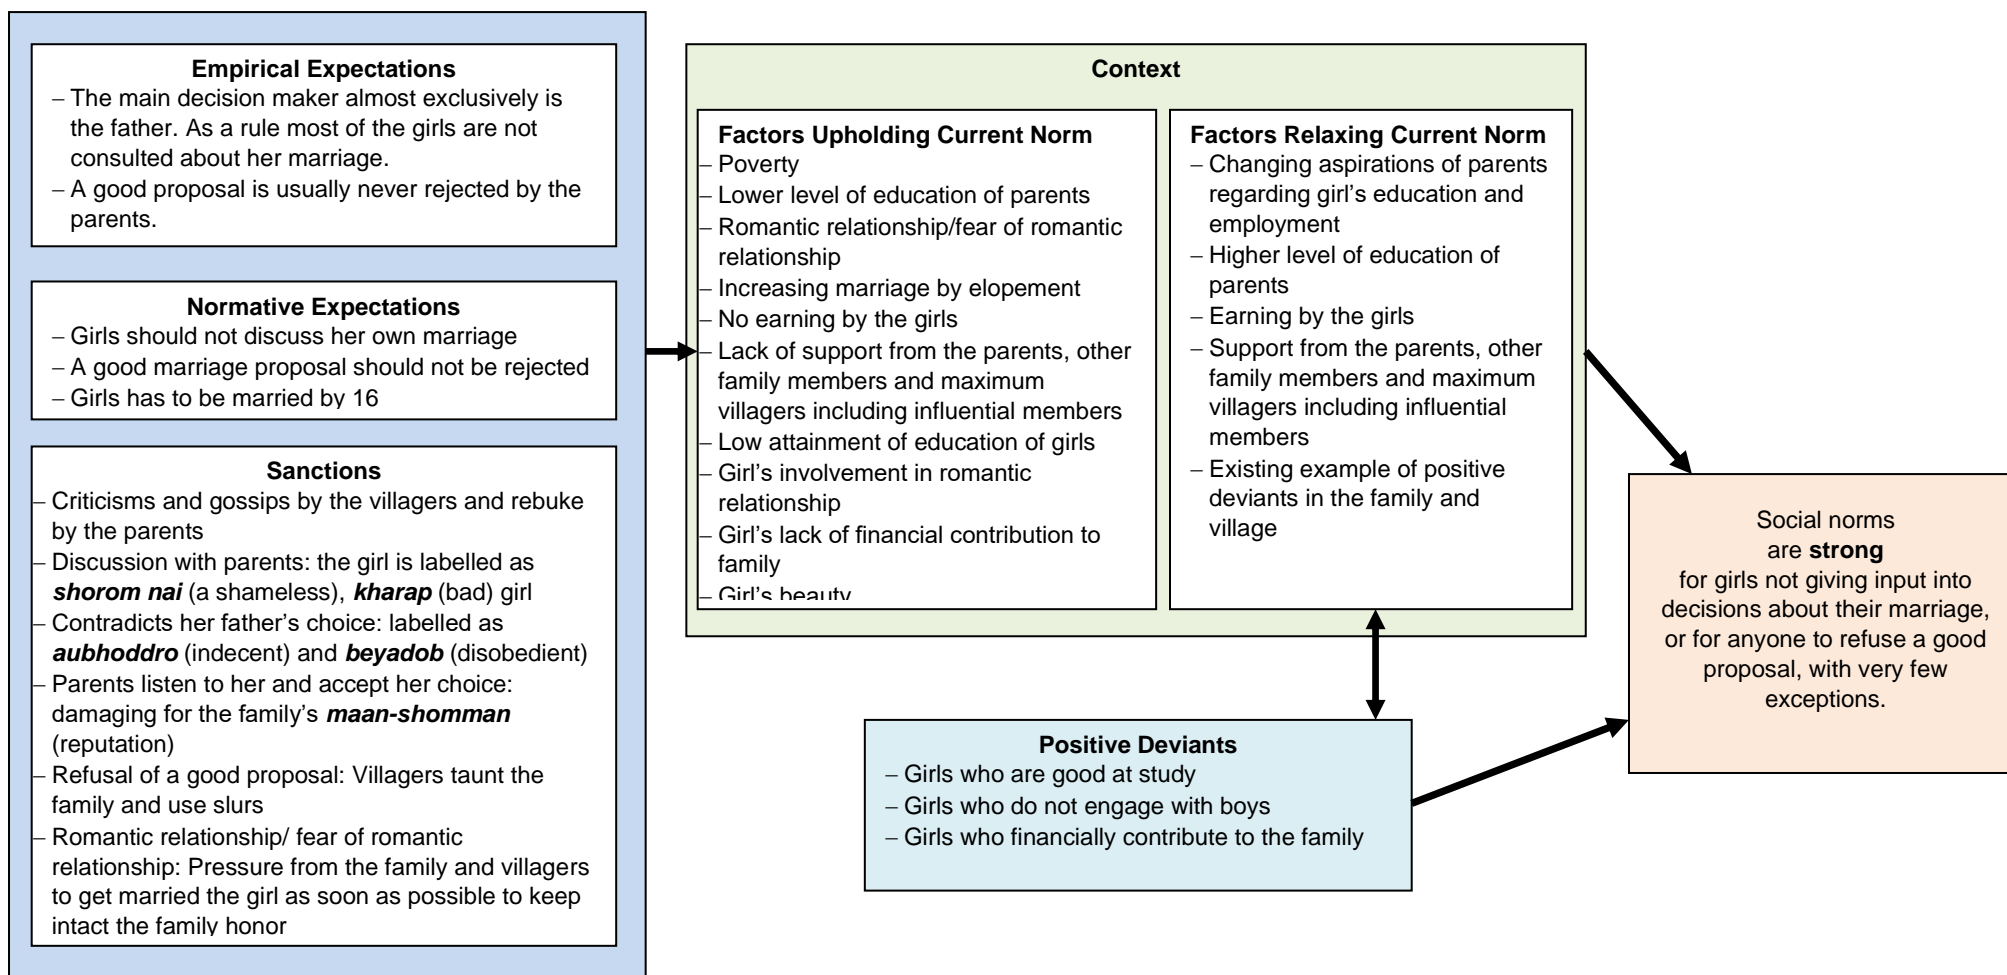 Empirical Expectations
– The main decision maker almost exclusively is
the father. As a rule most of the girls are not
consulted about her marriage.
– A good proposal is usually never rejected by the
parents.
Normative Expectations
– Girls should not discuss her own marriage
– A good marriage proposal should not be rejected
– Girls has to be married by 16
Sanctions
– Criticisms and gossips by the villagers and rebuke
by the parents
– Discussion with parents: the girl is labelled as
shorom nai (a shameless), kharap (bad) girl
– Contradicts her father’s choice: labelled as
aubhoddro (indecent) and beyadob (disobedient)
– Parents listen to her and accept her choice:
damaging for the family’s maan-shomman
(reputation)
– Refusal of a good proposal: Villagers taunt the
family and use slurs
– Romantic relationship/ fear of romantic
relationship: Pressure from the family and villagers
to get married the girl as soon as possible to keep
intact the family honor
Context
Factors Upholding Current Norm
– Poverty
– Lower level of education of parents
– Romantic relationship/fear of romantic
relationship
– Increasing marriage by elopement
– No earning by the girls
– Lack of support from the parents, other
family members and maximum
villagers including influential members
– Low attainment of education of girls
– Girl’s involvement in romantic
relationship
– Girl’s lack of financial contribution to
family
– Girl’s beauty
Factors Relaxing Current Norm
– Changing aspirations of parents
regarding girl’s education and
employment
– Higher level of education of
parents
– Earning by the girls
– Support from the parents, other
family members and maximum
villagers including influential
members
– Existing example of positive
deviants in the family and
village
Positive Deviants
– Girls who are good at study
– Girls who do not engage with boys
– Girls who financially contribute to the family
Social norms
are strong
for girls not giving input into
decisions about their marriage,
or for anyone to refuse a good
proposal, with very few
exceptions.